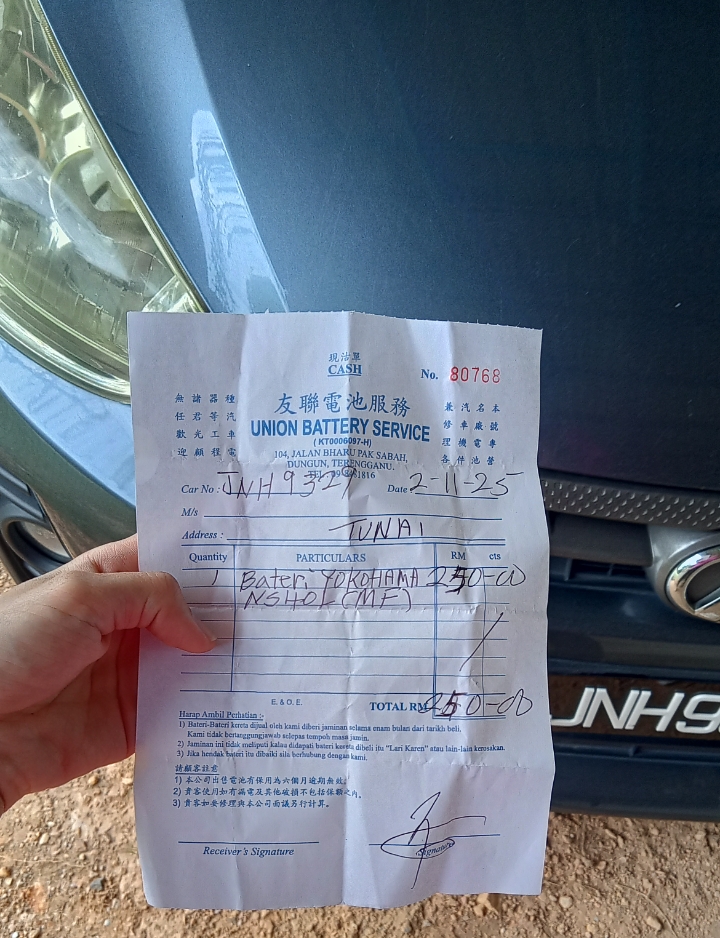 現沽單
CASH
No. 80768
無諸器種
任君等汽
歡光工車
迎顧程電
友聯電池服務
UNION BATTERY SERVICE
(KT0006097-H)
104, JALAN BHARU PAK SABAH,
DUNGUN, TERENGGANU.
兼汽名本
修車廠號
理機電專
各件池營
Car No : JNH 9327 Date 2-11-25
M/s
Address : TUNAI
Quantity PARTICULARS RM cts
1 Bateri YOKOHAMA 250-00
NS40L (MF)
E. & O. E. TOTAL RM 250-00
Harap Ambil Perhatian :-
1) Bateri-Bateri kereta dijual oleh kami diberi jaminan selama enam bulan dari tarikh beli.
Kami tidak bertanggungjawab selepas tempoh masa jamin.
2) Jaminan ini tidak meliputi kalau didapati bateri kereta dibeli itu "Lari Karen" atau lain-lain kerosakan.
3) Jika hendak bateri itu dibaiki sila berhubung dengan kami.
請顧客註意
1) 本公司出售電池有保用為六個月逾期無效。
2) 貴客使用如有漏電及其他破損不包括保額之內。
3) 貴客如要修理與本公司面議另行計算。
Receiver's Signature
Signature
JNH 9